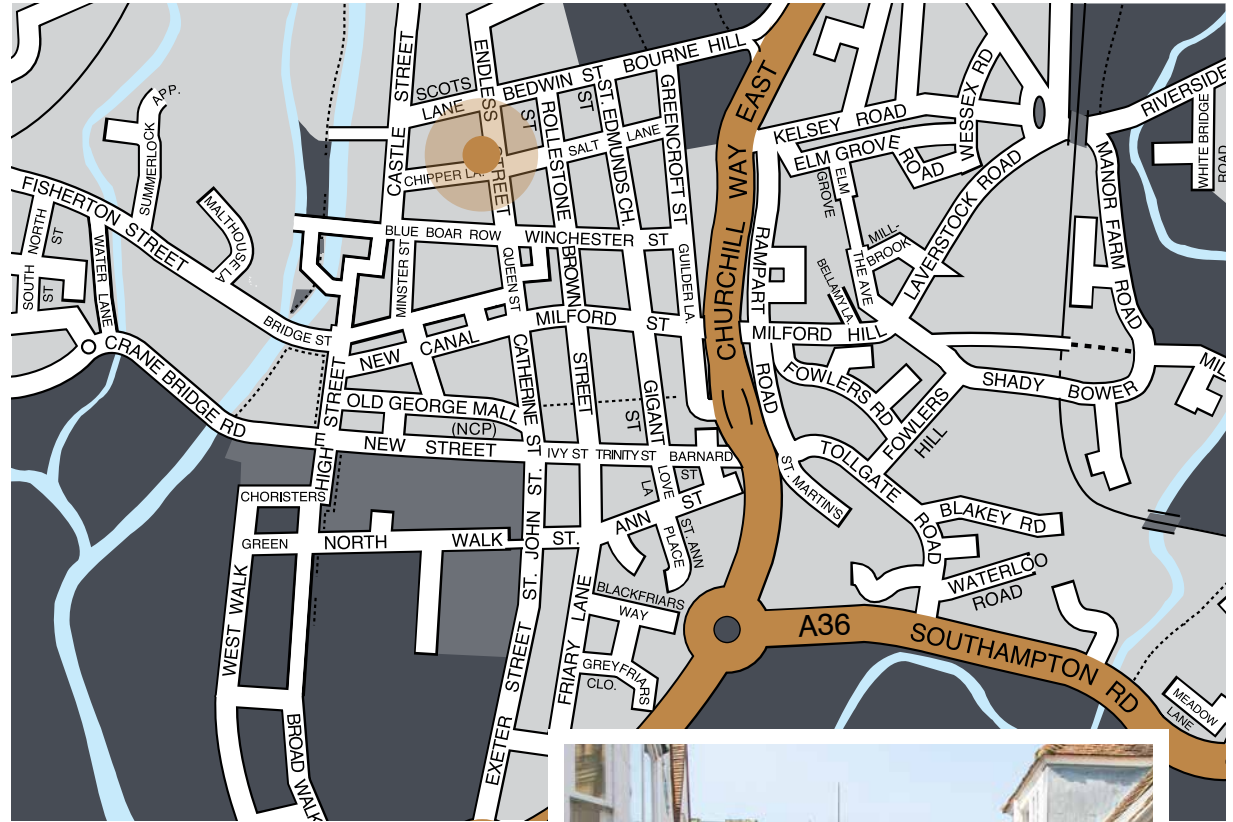 SCOTS
LANE
ENDLESS
STREET
BEDWIN ST
BOURNE HILL
CASTLE
STREET
ST
ROLLESTONE
ST
ST. EDMUNDS CH.
GREENCROFT ST
SALT LANE
CHIPPER LA.
CHURCHILL WAY EAST
KELSEY ROAD
WESSEX RD
ELM GROVE
ROAD
ELM
GROVE
LAVERSTOCK ROAD
RIVERSIDE
WHITE BRIDGE
ROAD
MANOR FARM ROAD
SUMMERLOCK
APP.
FISHERTON
STREET
NORTH
ST
SOUTH
ST
WATER LANE
MALTHOUSE LA
BLUE BOAR ROW
WINCHESTER ST
MINSTER ST
QUEEN ST
BROWN
STREET
GUILDER LA.
RAMPART
ROAD
MILL-
BROOK
THE AVE
BELLAMY LA.
BRIDGE ST
NEW CANAL
MILFORD ST
MILFORD HILL
CRANE BRIDGE RD
HIGH STREET
OLD GEORGE MALL
(NCP)
CATHERINE ST
GIGANT
ST
FOWLERS RD
FOWLERS
HILL
SHADY BOWER
MIL
NEW STREET
IVY ST
TRINITY ST
BARNARD
ST
LOVE
LA
TOLLGATE
ROAD
ST. MARTIN'S
CHORISTERS
GREEN
NORTH WALK
ST. JOHN ST.
ST.
ANN ST
ST. ANN
PLACE
BLAKEY RD
WATERLOO
ROAD
WEST WALK
BLACKFRIARS
WAY
FRIARY LANE
GREYFRIARS
CLO.
A36
SOUTHAMPTON RD
EXETER STREET
BROAD WALK
MEADOW
LANE